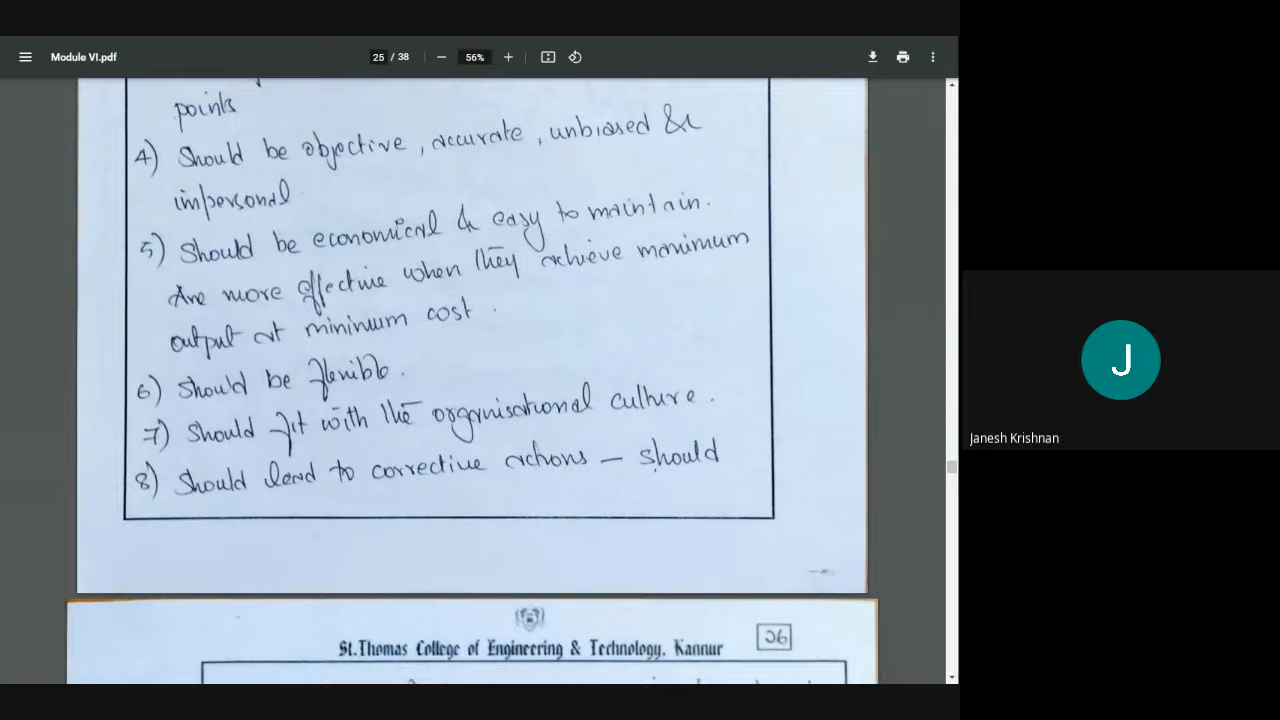 Module VI.pdf
25 / 38
56%
points
4) Should be objective, accurate, unbiased &
impersonal.
5) Should be economical & easy to maintain.
Are more effective when they achieve maximum
output at minimum cost.
6) Should be flexible.
7) Should fit with the organisational culture.
8) Should lead to corrective actions — should
St.Thomas College of Engineering & Technology, Kannur
26
J
Janesh Krishnan